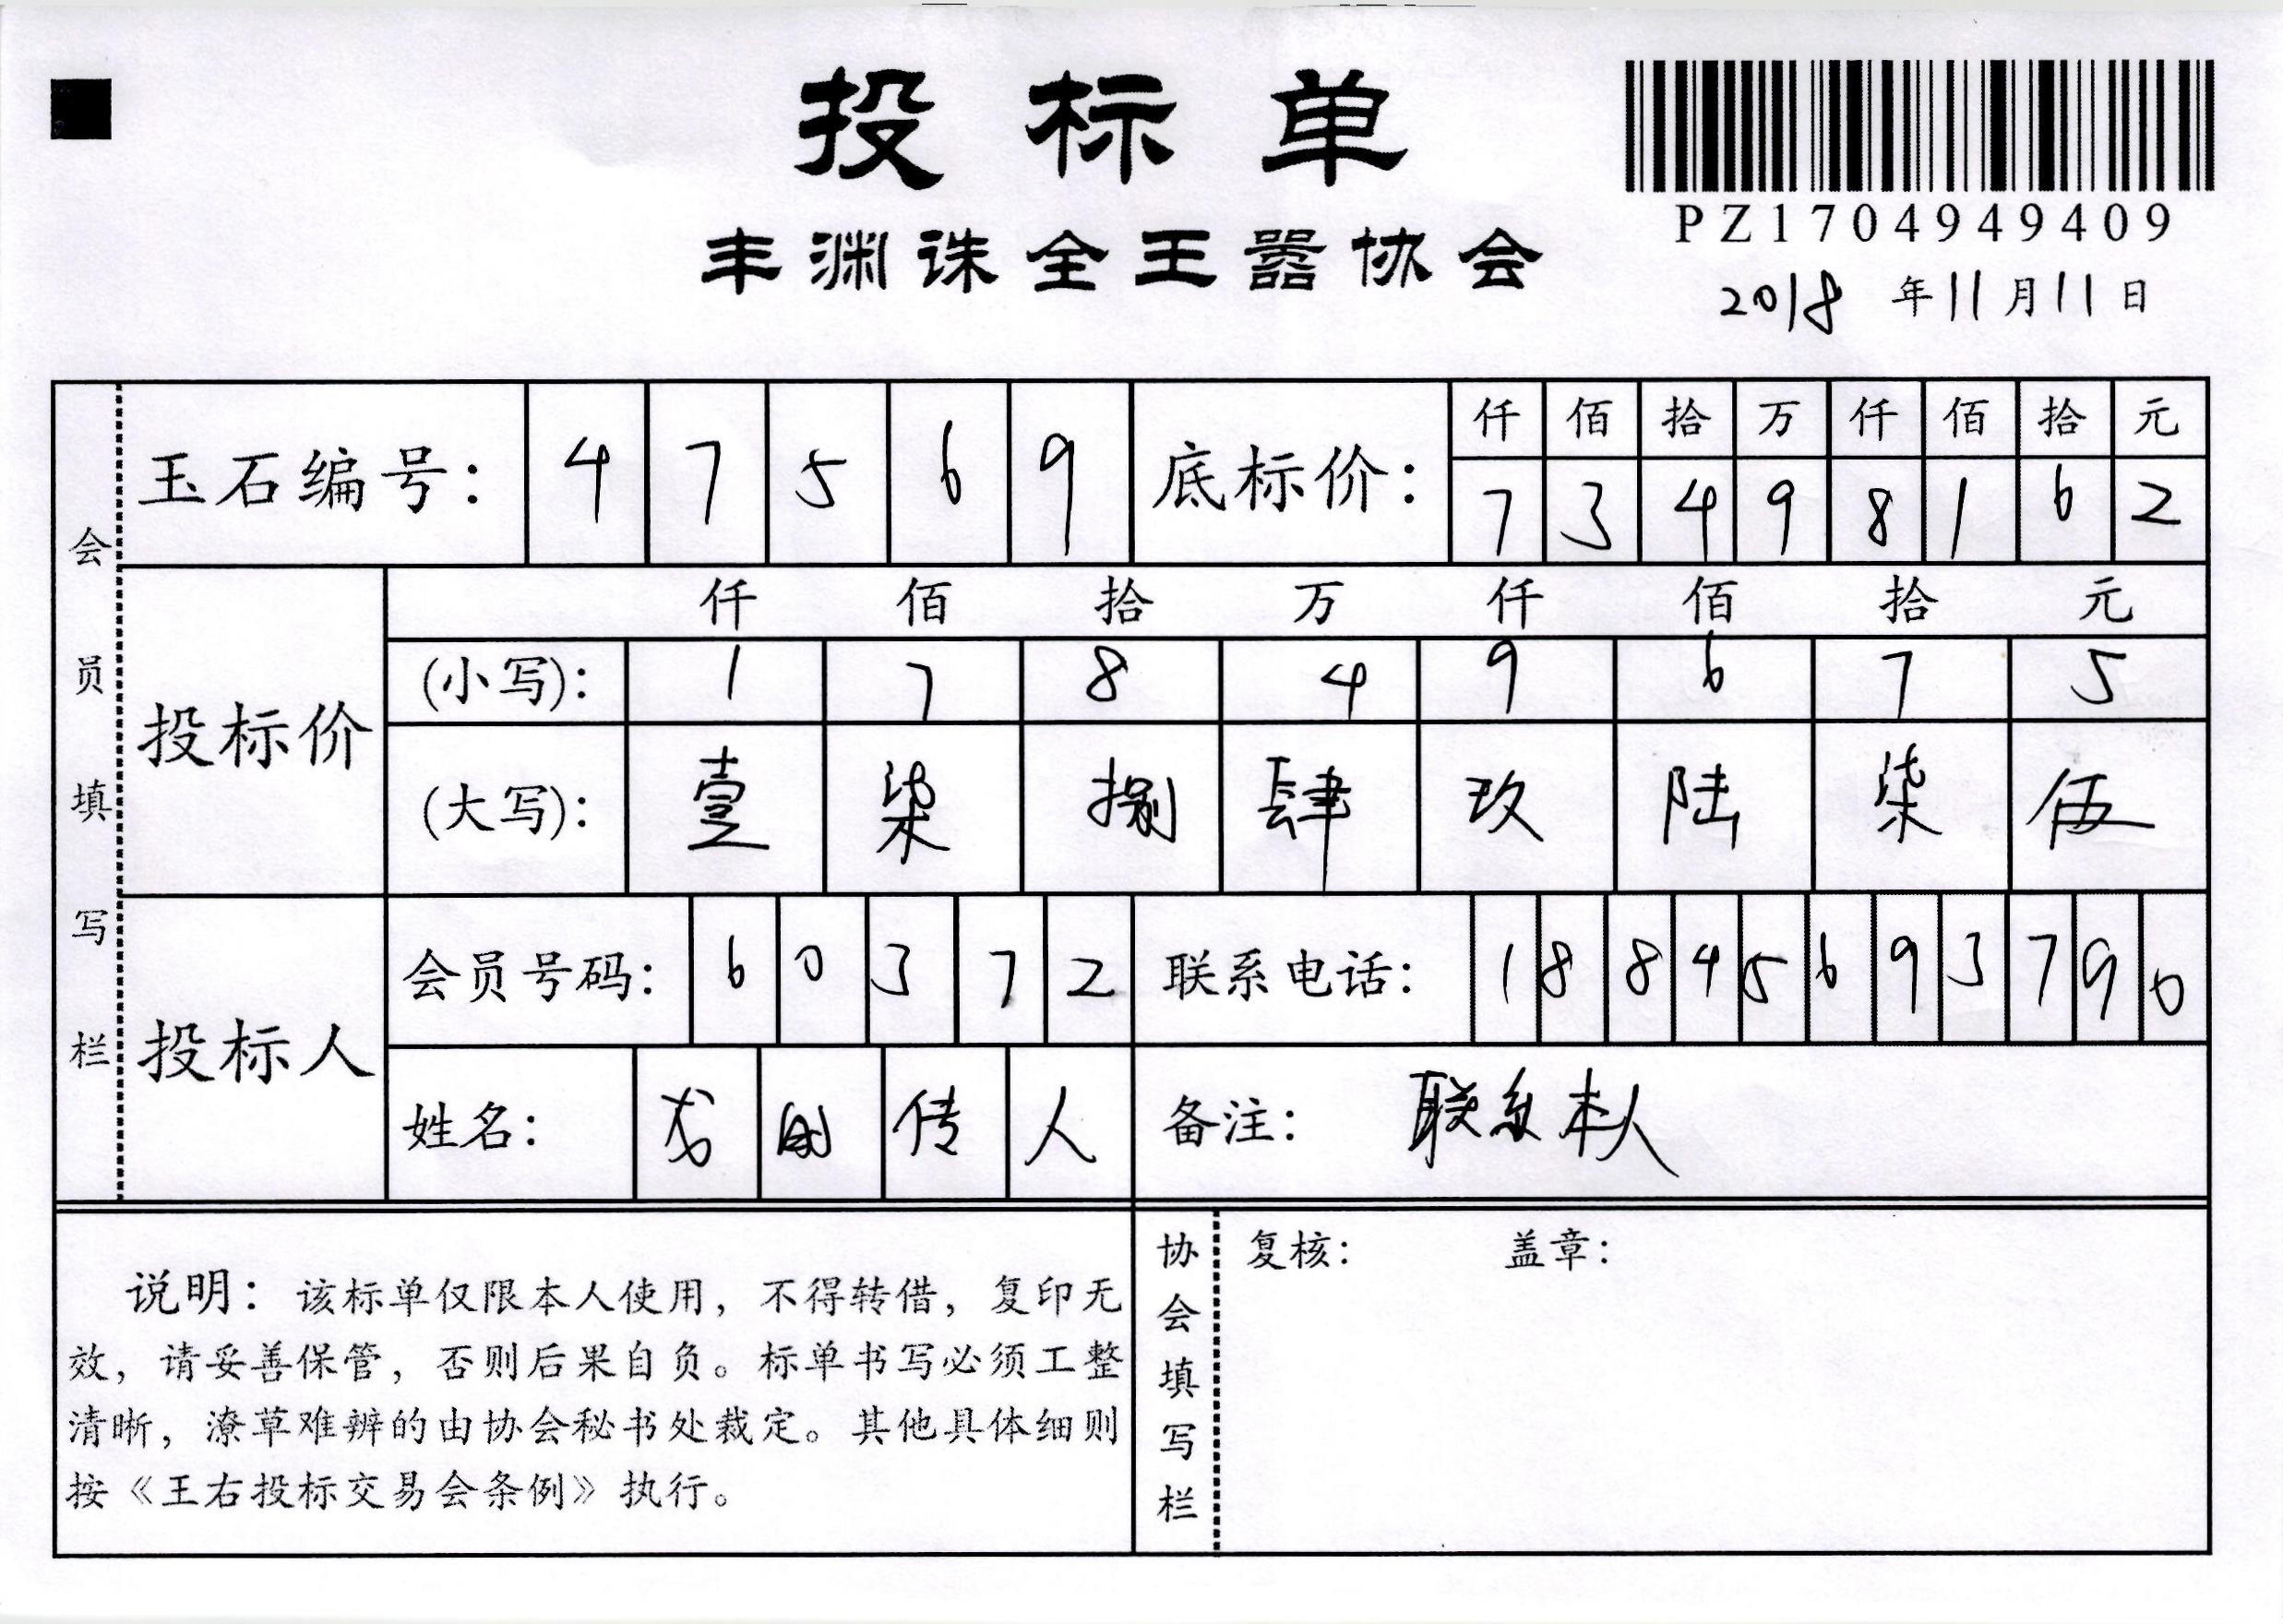 投标单
丰渊诛全王嚣协会
PZ1704949409
2018 年 11 月 11 日
会员填写栏
玉石编号： 4 7 5 6 9 底标价： 仟 佰 拾 万 仟 佰 拾 元
7 3 4 9 8 1 6 2
仟 佰 拾 万 仟 佰 拾 元
投标价 (小写)： 1 7 8 4 9 6 7 5
(大写)： 壹 柒 捌 肆 玖 陆 柒 伍
投标人 会员号码： 6 0 3 7 2 联系电话： 1 8 8 4 5 6 9 3 7 9 0
姓名： 龙 的 传 人 备注： 联系本人
说明：该标单仅限本人使用，不得转借，复印无
效，请妥善保管，否则后果自负。标单书写必须工整
清晰，潦草难辨的由协会秘书处裁定。其他具体细则
按《王右投标交易会条例》执行。
协会填写栏
复核： 盖章：